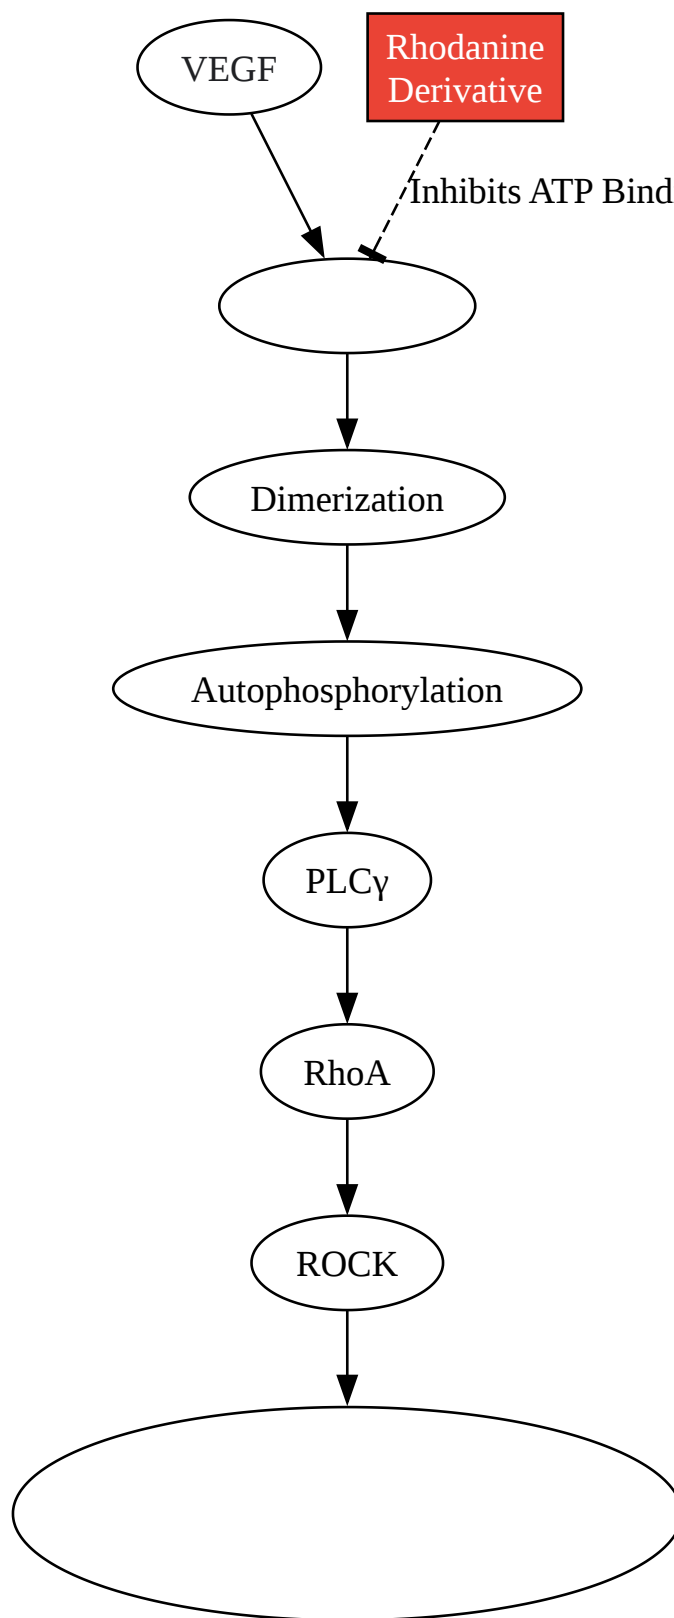 VEGF
Rhodanine
Derivative
Inhibits ATP Bind
Dimerization
Autophosphorylation
PLCγ
RhoA
ROCK